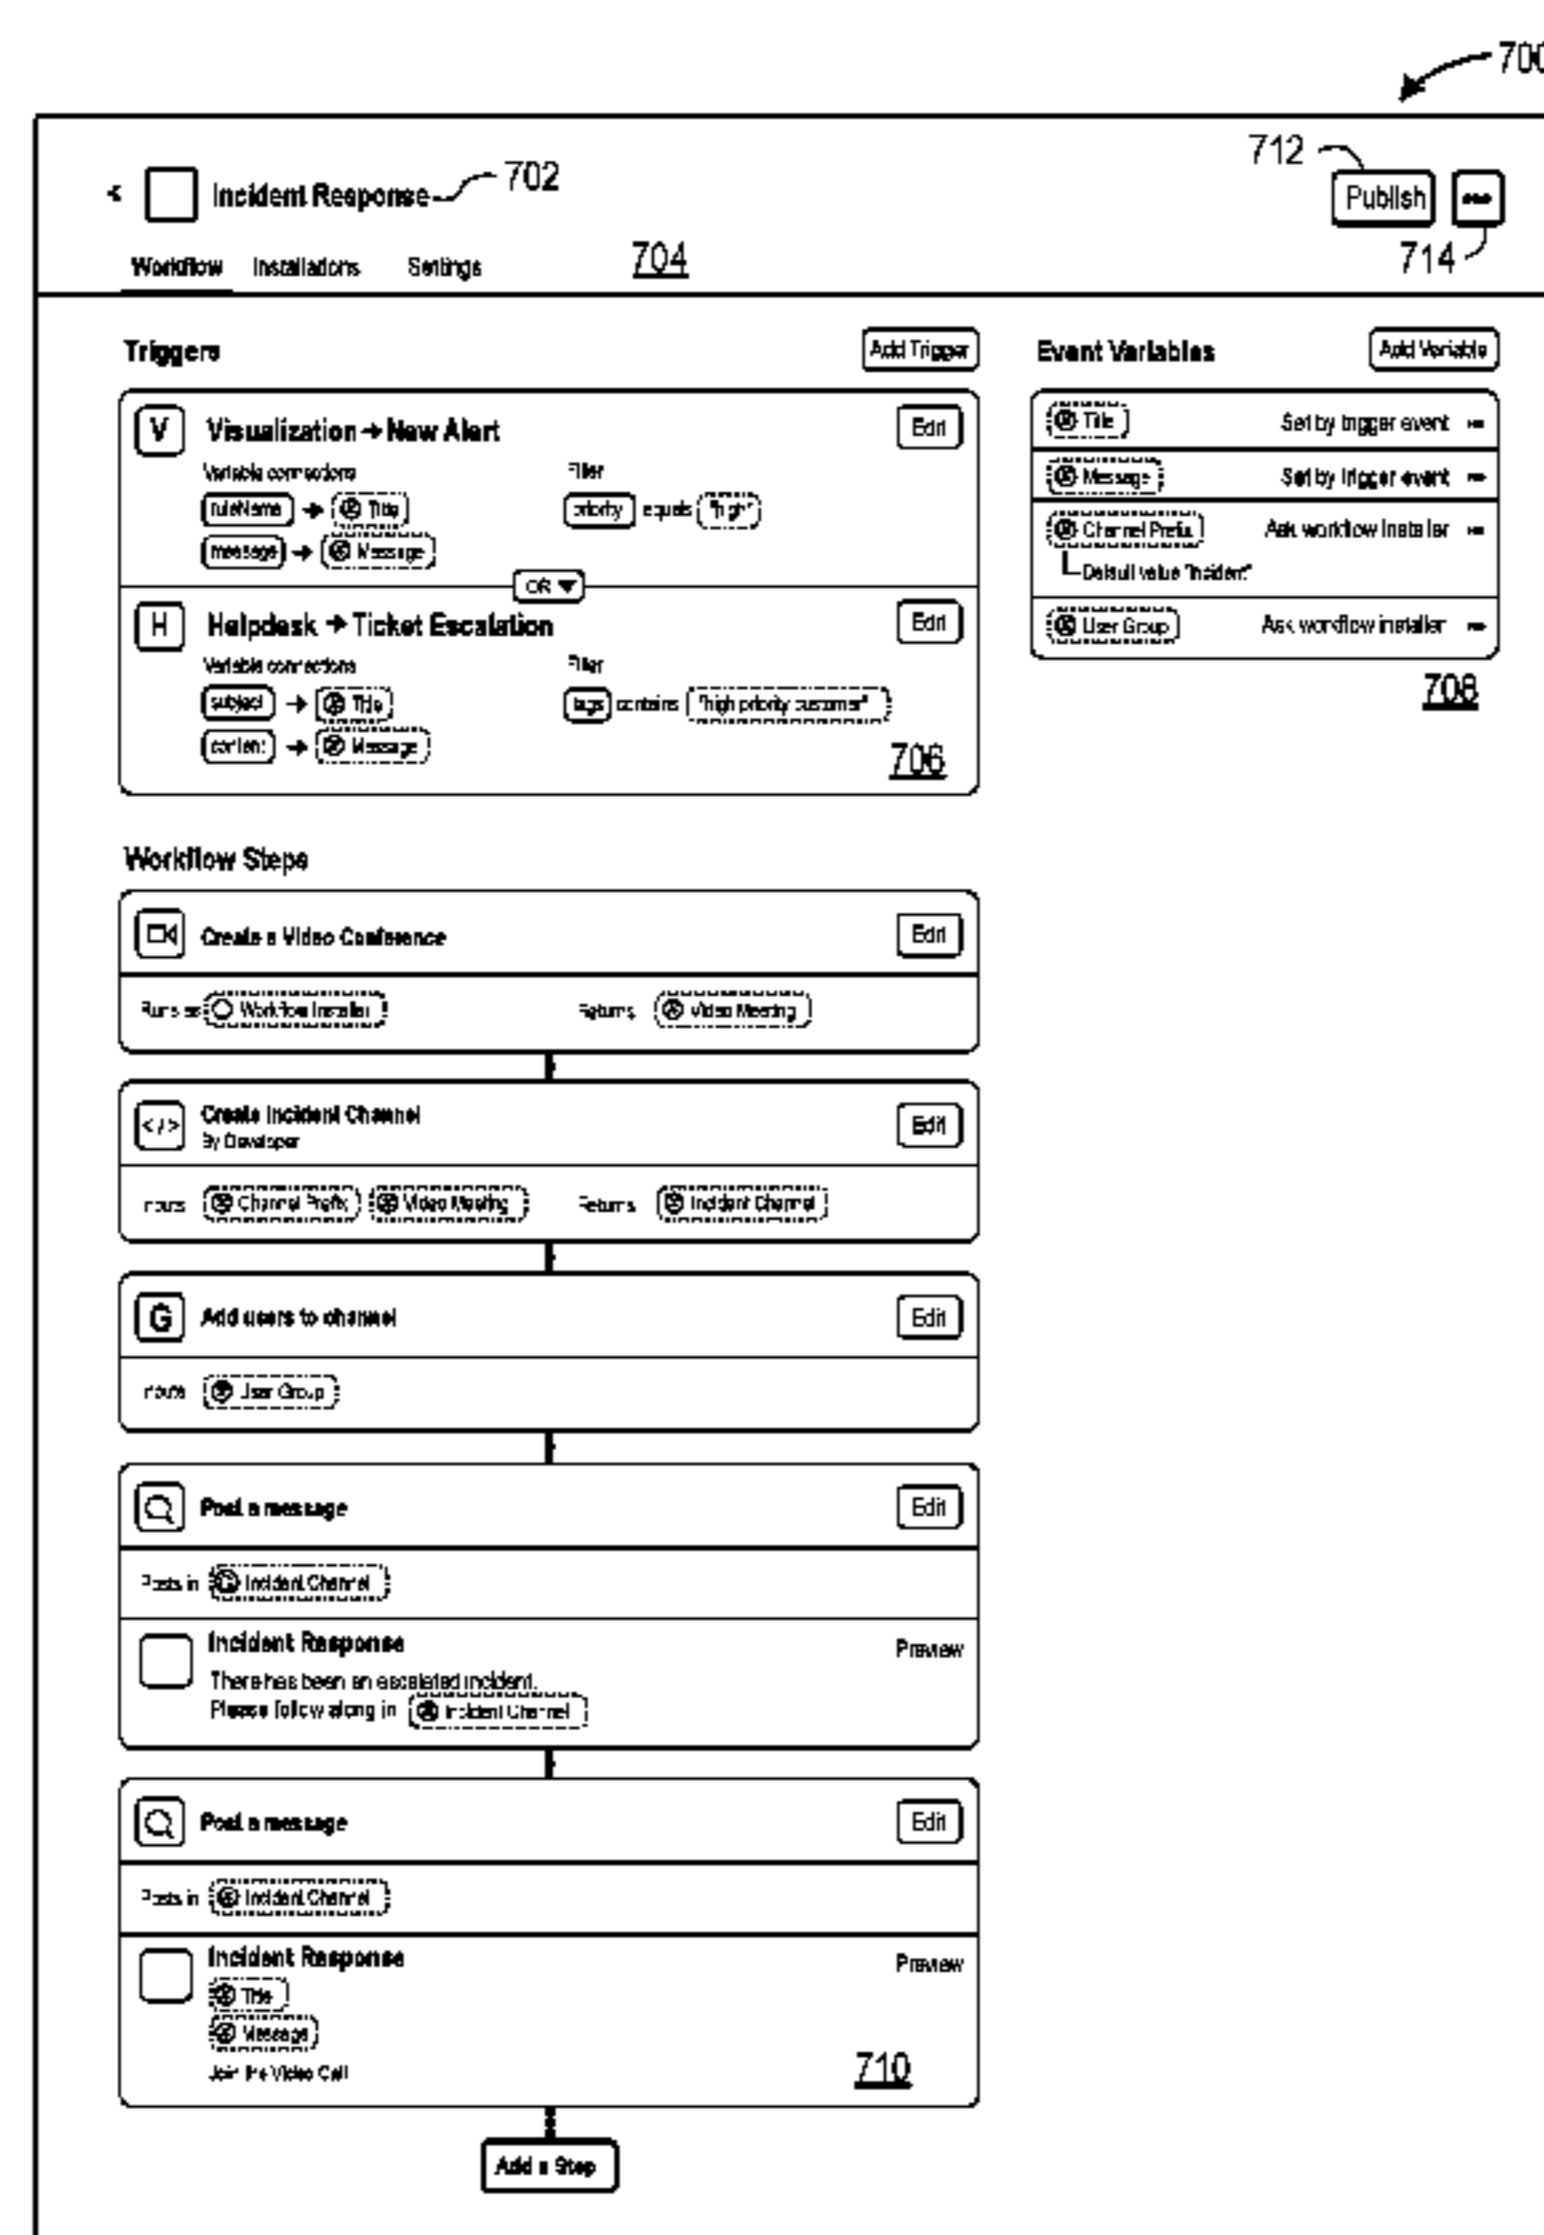 700
712
< Incident Response 702
Publish •••
714
Workflow Installations Settings 704
Triggers Add Trigger
Event Variables Add Variable
V Visualization → New Alert Edit
Variable connections Filter
ruleName → Title priority equals "high"
message → Message
OR ▼
H Helpdesk → Ticket Escalation Edit
Variable connections Filter
subject → Title tags contains "high priority customer"
content → Message
706
Title Set by trigger event •••
Message Set by trigger event •••
Channel Prefix Ask workflow installer •••
Default value "incident"
User Group Ask workflow installer •••
708
Workflow Steps
Create a Video Conference Edit
Runs as Workflow Installer Returns Video Meeting
</> Create Incident Channel Edit
By Developer
Inputs Channel Prefix Video Meeting Returns Incident Channel
G Add users to channel Edit
Inputs User Group
Post a message Edit
Posts in Incident Channel
Incident Response Preview
There has been an escalated incident.
Please follow along in Incident Channel
Post a message Edit
Posts in Incident Channel
Incident Response Preview
Title
Message
Join the Video Call
710
Add a Step